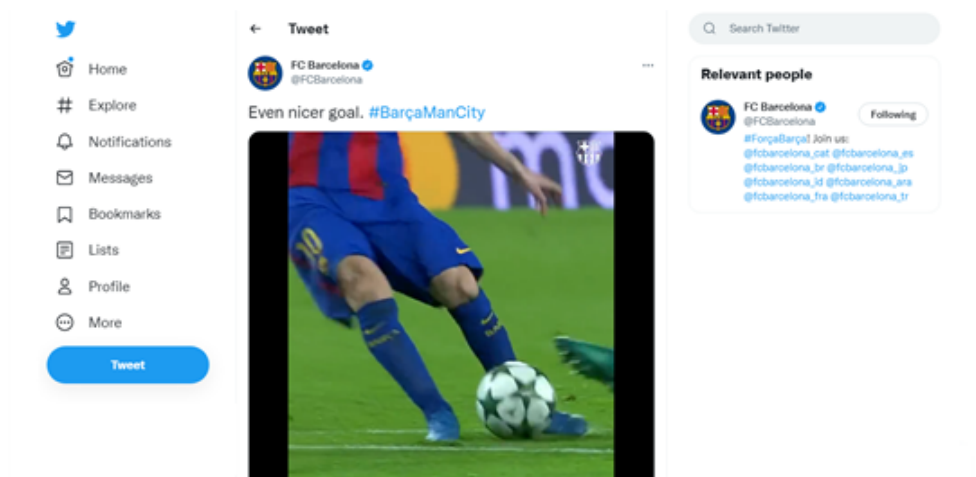 Home
Explore
Notifications
Messages
Bookmarks
Lists
Profile
More
Tweet
Tweet
FC Barcelona
@FCBarcelona
Even nicer goal. #BarçaManCity
10
Search Twitter
Relevant people
FC Barcelona
@FCBarcelona
Following
#ForçaBarça! Join us:
@fcbarcelona_cat @fcbarcelona_es
@fcbarcelona_br @fcbarcelona_jp
@fcbarcelona_id @fcbarcelona_ara
@fcbarcelona_fra @fcbarcelona_tr